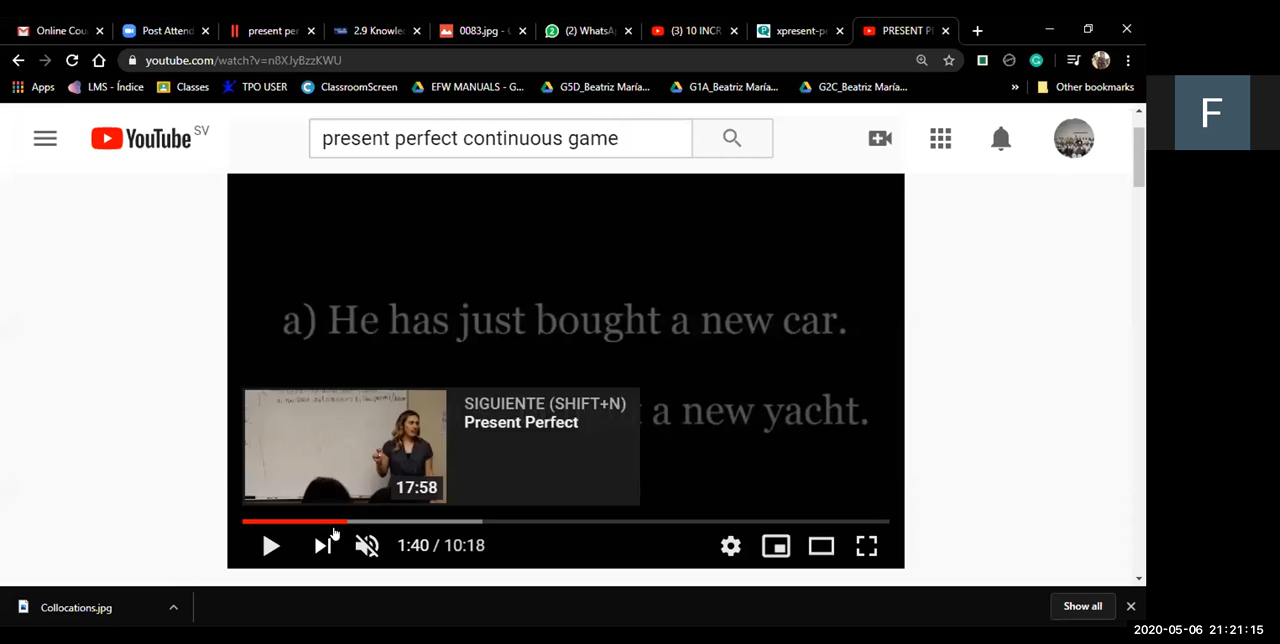 Online Cou
Post Attend
present per
2.9 Knowle
0083.jpg -
(2) WhatsA
(3) 10 INCR
xpresent-p
PRESENT P
youtube.com/watch?v=n8XJyBzzKWU
Apps
LMS - Índice
Classes
TPO USER
ClassroomScreen
EFW MANUALS - G...
G5D_Beatriz María...
G1A_Beatriz María...
G2C_Beatriz María...
»
Other bookmarks
YouTube SV
present perfect continuous game
F
a) He has just bought a new car.
a new yacht.
SIGUIENTE (SHIFT+N)
Present Perfect
17:58
1:40 / 10:18
Collocations.jpg
Show all
2020-05-06 21:21:15